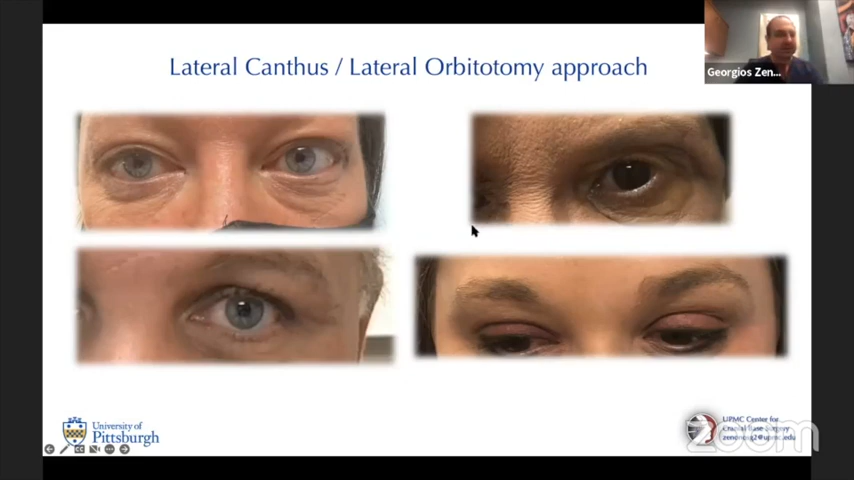 Lateral Canthus / Lateral Orbitotomy approach
Georgios Zen...
University of
Pittsburgh
UPMC Center for
Cranial Base Surgery
zoom